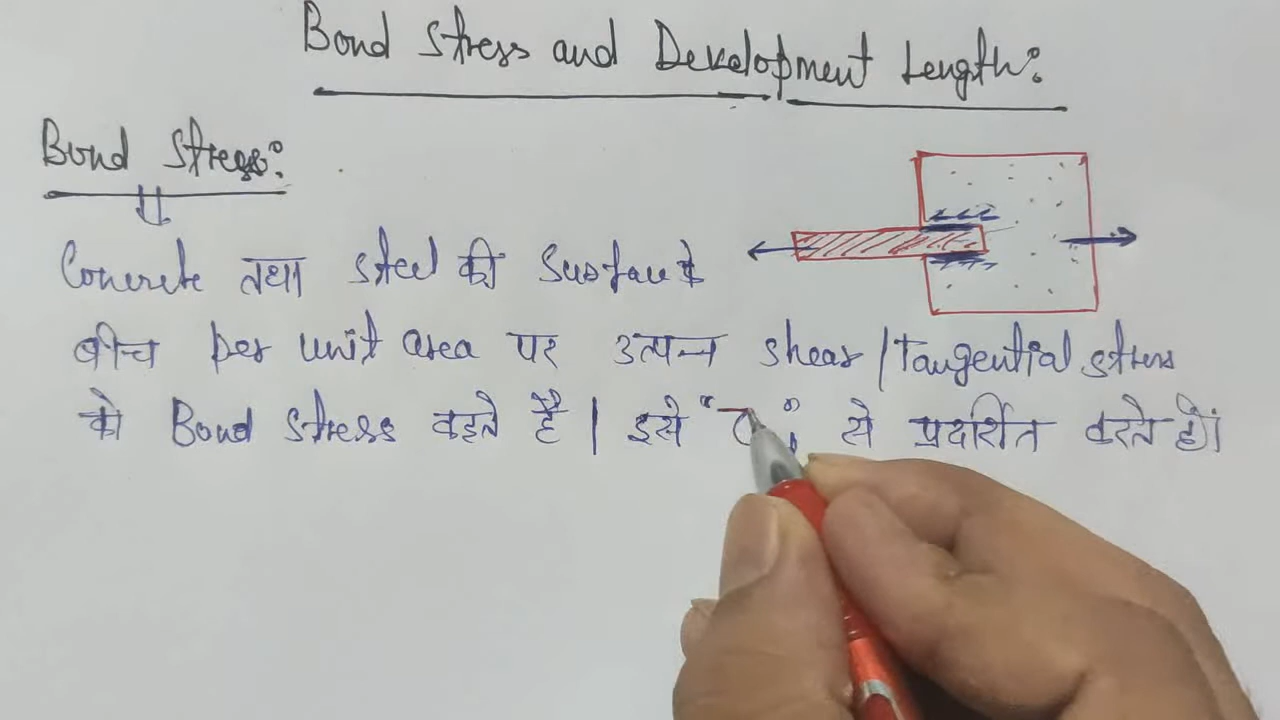 Bond Stress and Development Length:
Bond Stress:
Concrete तथा Steel की Surface के
बीच per unit area पर उत्पन्न shear/Tangential stress
को Bond stress कहते हैं | इसे " " से प्रदर्शित करते हैं।